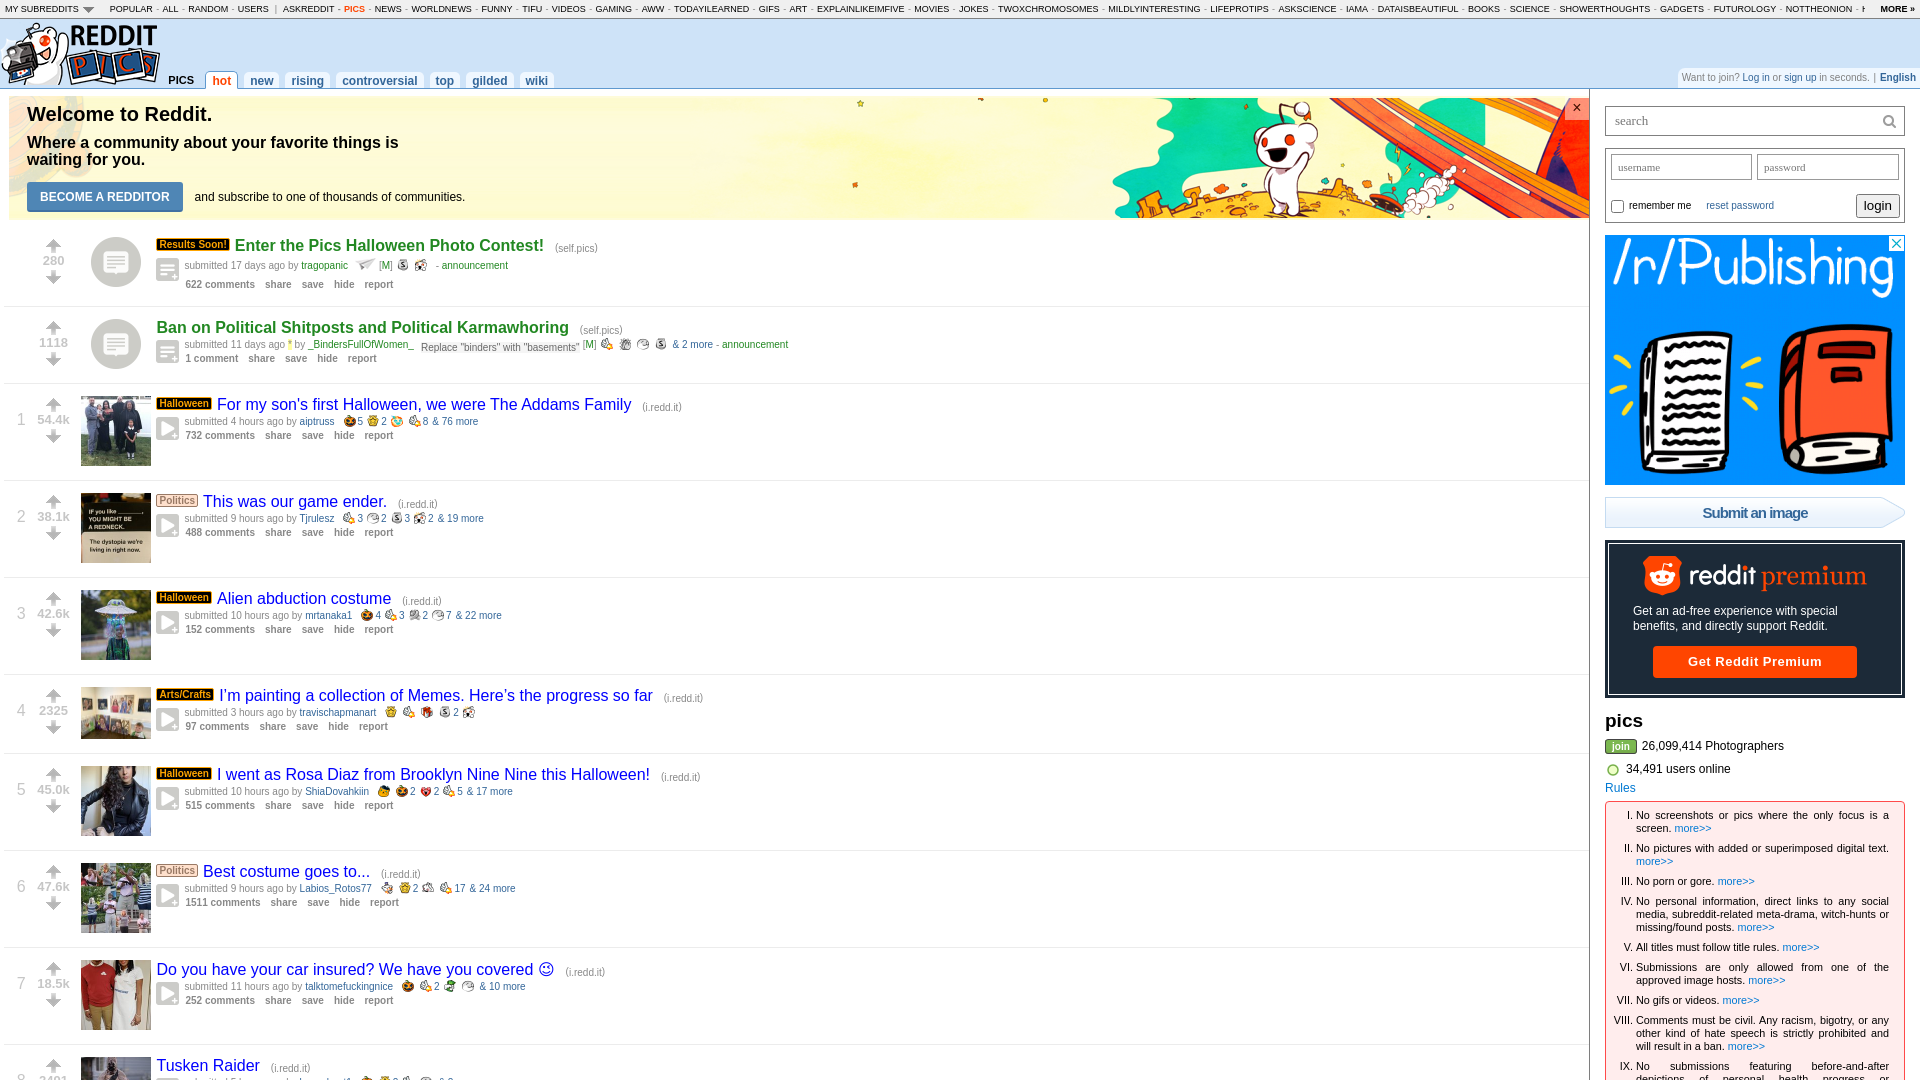 MY SUBREDDITS POPULAR - ALL - RANDOM - USERS | ASKREDDIT - PICS - NEWS - WORLDNEWS - FUNNY - TIFU - VIDEOS - GAMING - AWW - TODAYILEARNED - GIFS - ART - EXPLAINLIKEIMFIVE - MOVIES - JOKES - TWOXCHROMOSOMES - MILDLYINTERESTING - LIFEPROTIPS - ASKSCIENCE - IAMA - DATAISBEAUTIFUL - BOOKS - SCIENCE - SHOWERTHOUGHTS - GADGETS - FUTUROLOGY - NOTTHEONION - MORE »
REDDIT
PICS
PICS hot new rising controversial top gilded wiki
Want to join? Log in or sign up in seconds. | English
Welcome to Reddit.
Where a community about your favorite things is
waiting for you.
BECOME A REDDITOR and subscribe to one of thousands of communities.
×
280
Results Soon! Enter the Pics Halloween Photo Contest! (self.pics)
submitted 17 days ago by tragopanic [M] - announcement
622 comments share save hide report
1118
Ban on Political Shitposts and Political Karmawhoring (self.pics)
submitted 11 days ago * by _BindersFullOfWomen_ Replace "binders" with "basements" [M] & 2 more - announcement
1 comment share save hide report
1
54.4k
Halloween For my son's first Halloween, we were The Addams Family (i.redd.it)
submitted 4 hours ago by aiptruss 5 2 8 & 76 more
732 comments share save hide report
2
38.1k
If you like ______,
YOU MIGHT BE
A REDNECK.
The dystopia we're
living in right now.
Politics This was our game ender. (i.redd.it)
submitted 9 hours ago by Tjrulesz 3 2 3 2 & 19 more
488 comments share save hide report
3
42.6k
Halloween Alien abduction costume (i.redd.it)
submitted 10 hours ago by mrtanaka1 4 3 2 7 & 22 more
152 comments share save hide report
4
2325
Arts/Crafts I'm painting a collection of Memes. Here's the progress so far (i.redd.it)
submitted 3 hours ago by travischapmanart 2
97 comments share save hide report
5
45.0k
Halloween I went as Rosa Diaz from Brooklyn Nine Nine this Halloween! (i.redd.it)
submitted 10 hours ago by ShiaDovahkiin 2 2 5 & 17 more
515 comments share save hide report
6
47.6k
Politics Best costume goes to... (i.redd.it)
submitted 9 hours ago by Labios_Rotos77 2 17 & 24 more
1511 comments share save hide report
7
18.5k
Do you have your car insured? We have you covered 😉 (i.redd.it)
submitted 11 hours ago by talktomefuckingnice 2 & 10 more
252 comments share save hide report
Tusken Raider (i.redd.it)
search
username password
remember me reset password login
/r/Publishing
Submit an image
reddit premium
Get an ad-free experience with special
benefits, and directly support Reddit.
Get Reddit Premium
pics
join 26,099,414 Photographers
34,491 users online
Rules
I. No screenshots or pics where the only focus is a
screen. more>>
II. No pictures with added or superimposed digital text.
more>>
III. No porn or gore. more>>
IV. No personal information, direct links to any social
media, subreddit-related meta-drama, witch-hunts or
missing/found posts. more>>
V. All titles must follow title rules. more>>
VI. Submissions are only allowed from one of the
approved image hosts. more>>
VII. No gifs or videos. more>>
VIII. Comments must be civil. Any racism, bigotry, or any
other kind of hate speech is strictly prohibited and
will result in a ban. more>>
IX. No submissions featuring before-and-after
depictions of personal health progress or